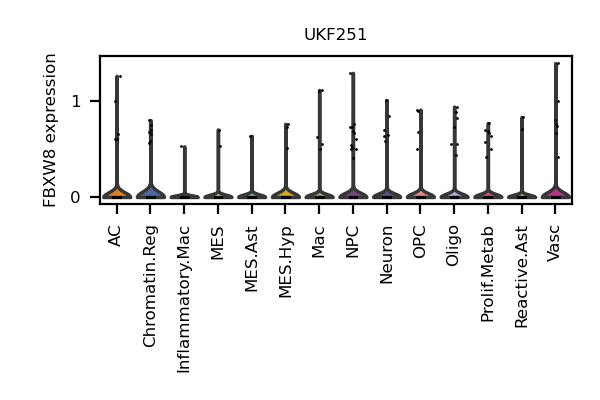 UKF251
FBXW8 expression
1
0
AC
Chromatin.Reg
Inflammatory.Mac
MES
MES.Ast
MES.Hyp
Mac
NPC
Neuron
OPC
Oligo
Prolif.Metab
Reactive.Ast
Vasc